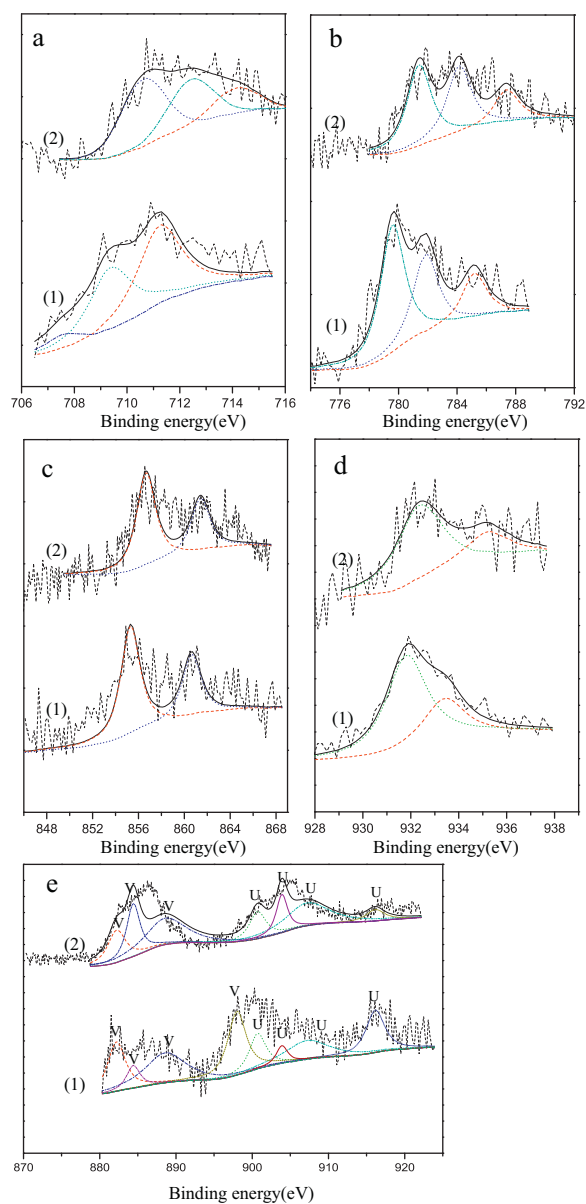 a
(2)
(1)
706 708 710 712 714 716
Binding energy(eV)
b
(2)
(1)
776 780 784 788 792
Binding energy(eV)
c
(2)
(1)
848 852 856 860 864 868
Binding energy(eV)
d
(2)
(1)
928 930 932 934 936 938
Binding energy(eV)
e
V V V U U U U
(2)
V V V V U U U U
(1)
870 880 890 900 910 920
Binding energy(eV)